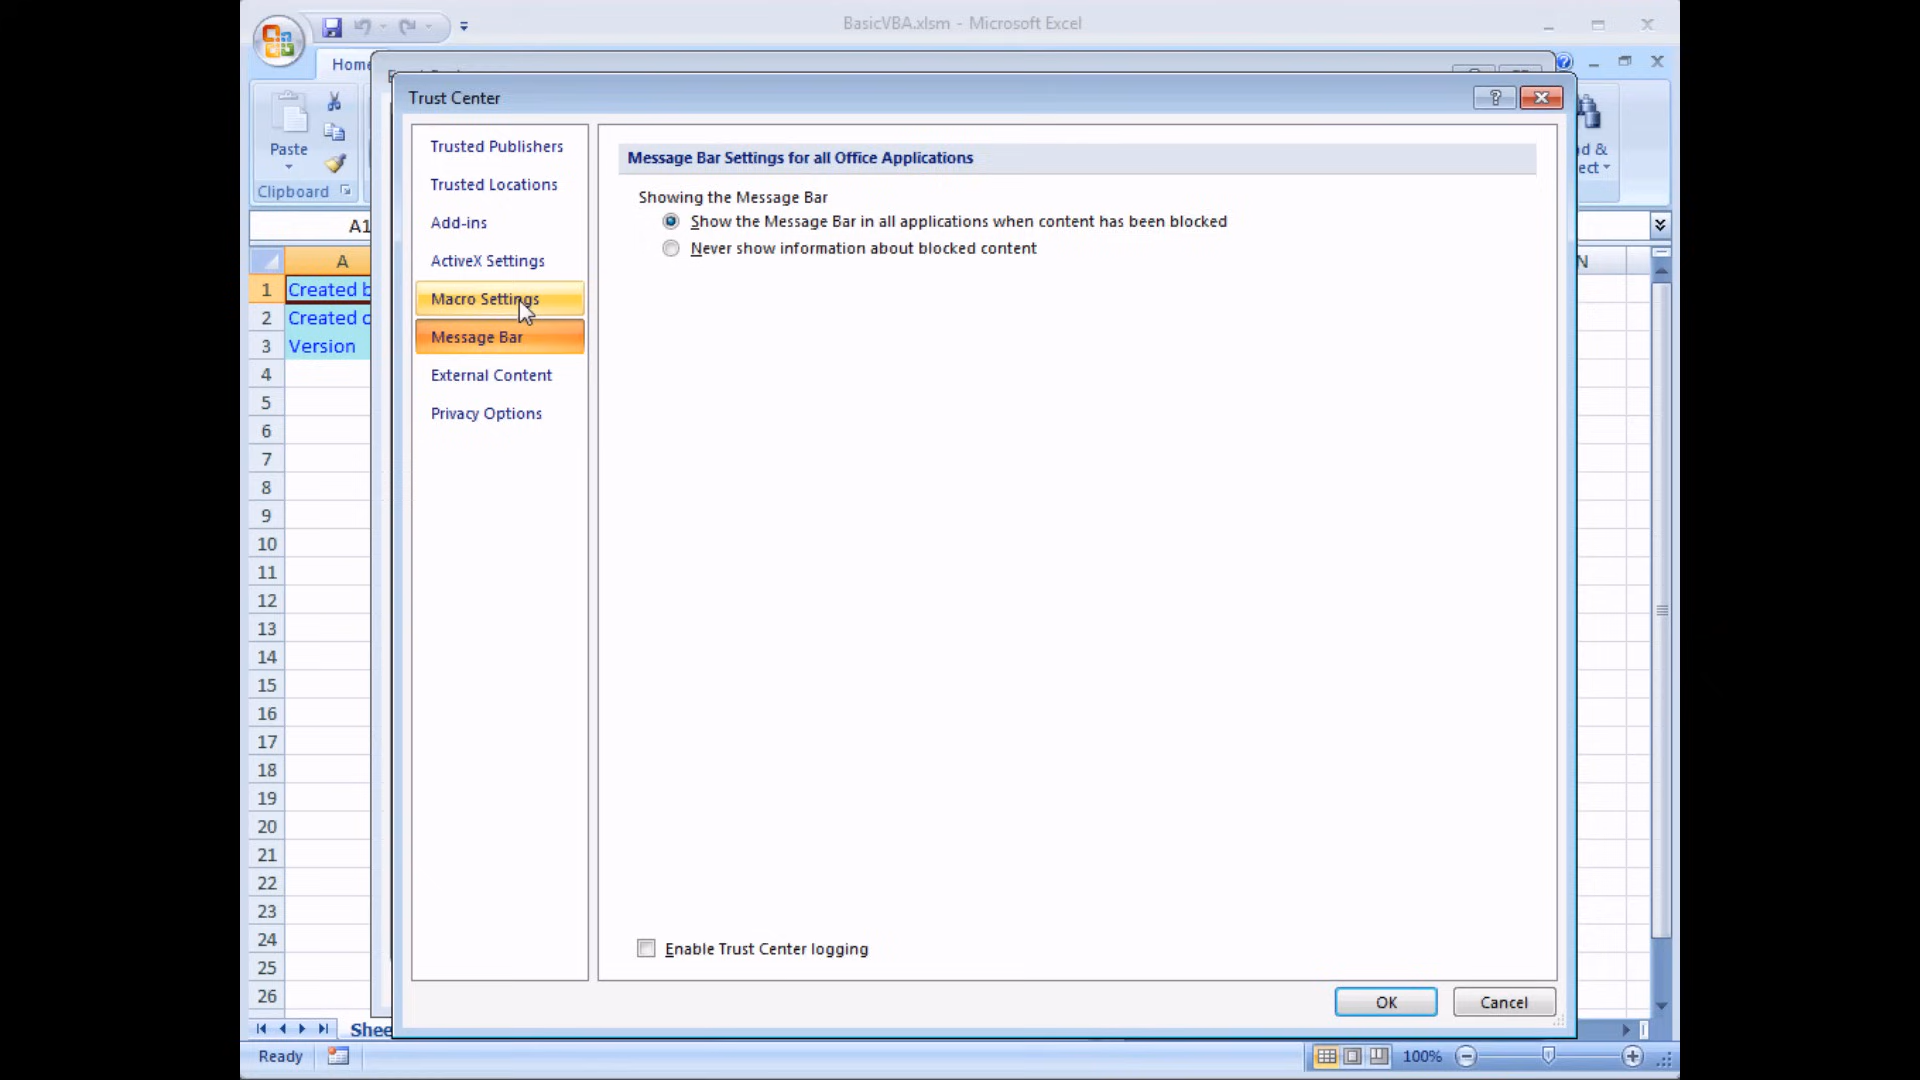 BasicVBA.xlsm - Microsoft Excel
Home
Trust Center
Paste
Clipboard
A1
A
N
1 Created b
2 Created c
3 Version
4
5
6
7
8
9
10
11
12
13
14
15
16
17
18
19
20
21
22
23
24
25
26
Trusted Publishers
Trusted Locations
Add-ins
ActiveX Settings
Macro Settings
Message Bar
External Content
Privacy Options
Message Bar Settings for all Office Applications
Showing the Message Bar
Show the Message Bar in all applications when content has been blocked
Never show information about blocked content
Enable Trust Center logging
OK
Cancel
d &
ect
Shee
Ready
100%